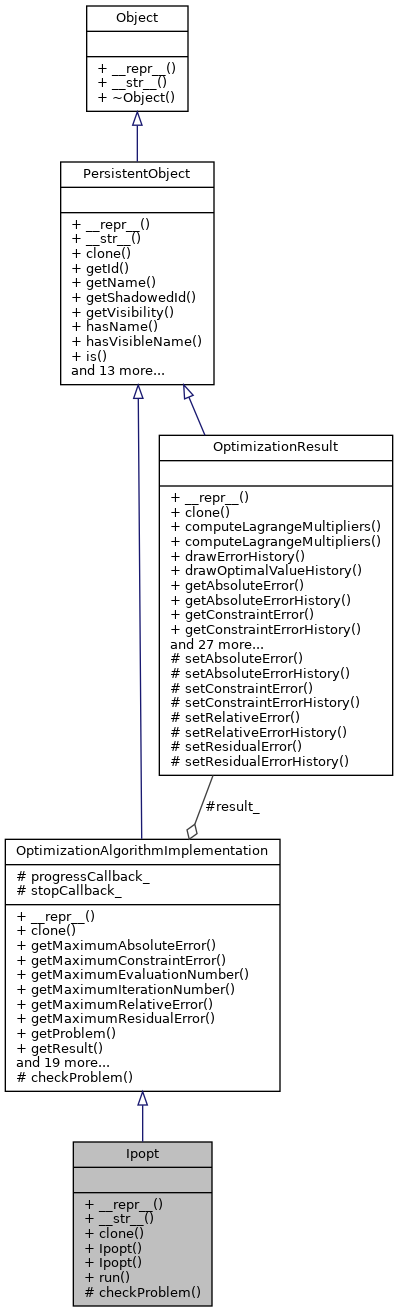 Object
+ __repr__()
+ __str__()
+ ~Object()
PersistentObject
+ __repr__()
+ __str__()
+ clone()
+ getId()
+ getName()
+ getShadowedId()
+ getVisibility()
+ hasName()
+ hasVisibleName()
+ is()
and 13 more...
OptimizationResult
+ __repr__()
+ clone()
+ computeLagrangeMultipliers()
+ computeLagrangeMultipliers()
+ drawErrorHistory()
+ drawOptimalValueHistory()
+ getAbsoluteError()
+ getAbsoluteErrorHistory()
+ getConstraintError()
+ getConstraintErrorHistory()
and 27 more...
# setAbsoluteError()
# setAbsoluteErrorHistory()
# setConstraintError()
# setConstraintErrorHistory()
# setRelativeError()
# setRelativeErrorHistory()
# setResidualError()
# setResidualErrorHistory()
#result_
OptimizationAlgorithmImplementation
# progressCallback_
# stopCallback_
+ __repr__()
+ clone()
+ getMaximumAbsoluteError()
+ getMaximumConstraintError()
+ getMaximumEvaluationNumber()
+ getMaximumIterationNumber()
+ getMaximumRelativeError()
+ getMaximumResidualError()
+ getProblem()
+ getResult()
and 19 more...
# checkProblem()
Ipopt
+ __repr__()
+ __str__()
+ clone()
+ Ipopt()
+ Ipopt()
+ run()
# checkProblem()